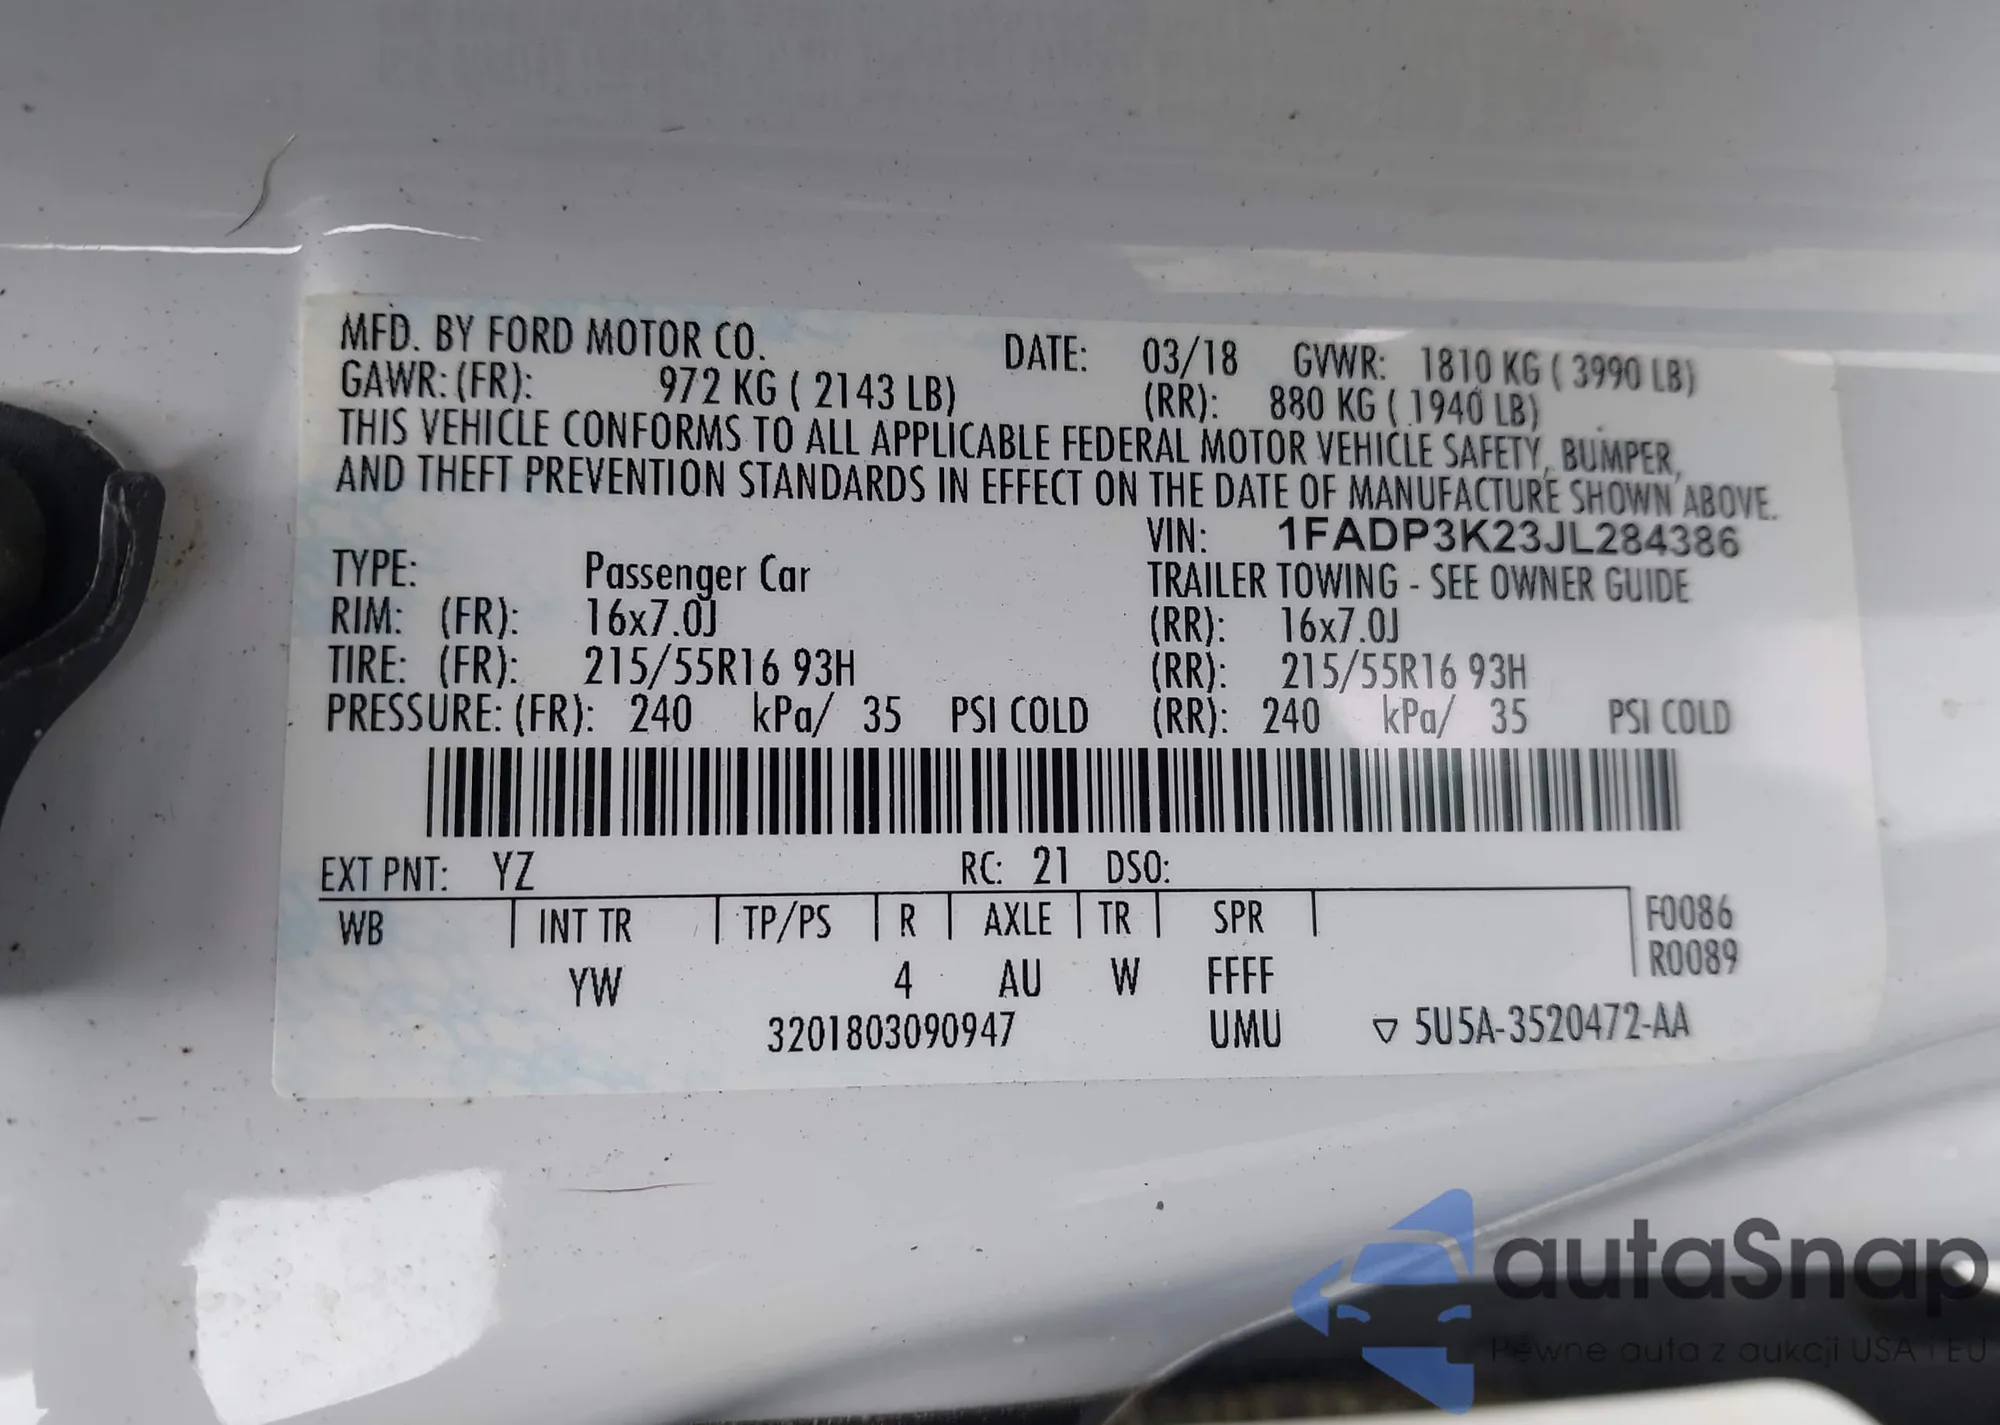 MFD. BY FORD MOTOR CO. DATE: 03/18 GVWR: 1810 KG ( 3990 LB)
GAWR: (FR): 972 KG ( 2143 LB) (RR): 880 KG ( 1940 LB)
THIS VEHICLE CONFORMS TO ALL APPLICABLE FEDERAL MOTOR VEHICLE SAFETY, BUMPER,
AND THEFT PREVENTION STANDARDS IN EFFECT ON THE DATE OF MANUFACTURE SHOWN ABOVE.
VIN: 1FADP3K23JL284386
TYPE: Passenger Car TRAILER TOWING - SEE OWNER GUIDE
RIM: (FR): 16x7.0J (RR): 16x7.0J
TIRE: (FR): 215/55R16 93H (RR): 215/55R16 93H
PRESSURE: (FR): 240 kPa/ 35 PSI COLD (RR): 240 kPa/ 35 PSI COLD
EXT PNT: YZ RC: 21 DSO:
WB INT TR TP/PS R AXLE TR SPR F0086
R0089
YW 4 AU W FFFF
3201803090947 UMU ▽ 5U5A-3520472-AA
autaSnap
Pewne auta z aukcji USA i EU